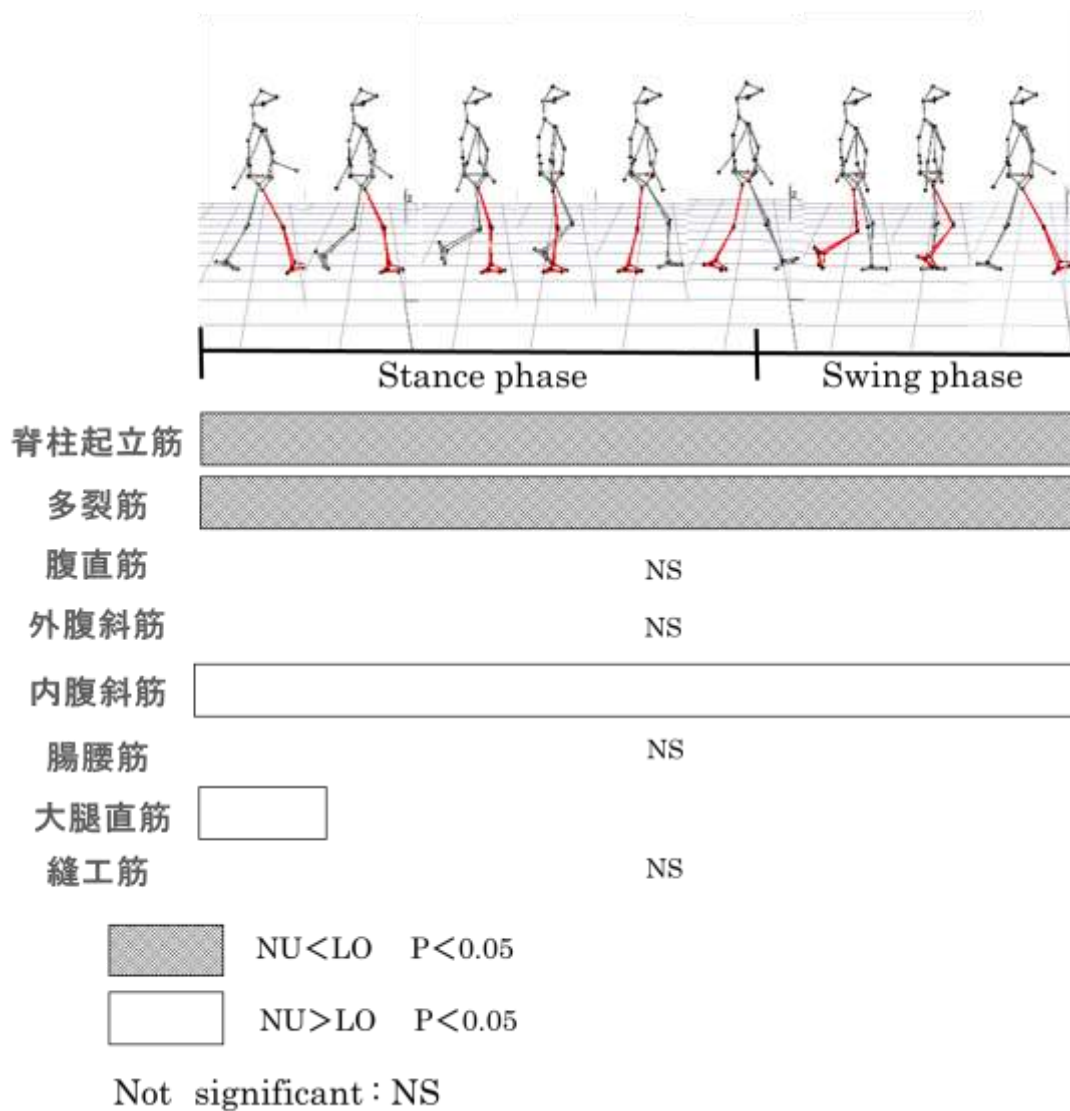 Stance phase Swing phase
脊柱起立筋
多裂筋
腹直筋 NS
外腹斜筋 NS
内腹斜筋
腸腰筋 NS
大腿直筋
縫工筋 NS
NU<LO P<0.05
NU>LO P<0.05
Not significant : NS